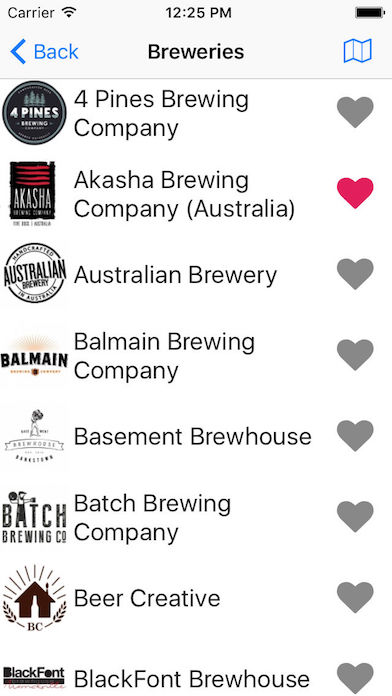 Carrier 12:25 PM
Back Breweries
4 PINES
BREWING
COMPANY
4 Pines Brewing
Company
AKASHA
BREWING COMPANY
FIVE DOCK | AUSTRALIA
Akasha Brewing
Company (Australia)
HANDCRAFTED
AUSTRALIAN
BREWERY
IN AUSTRALIA
Australian Brewery
BALMAIN
BREWING COMPANY
Balmain Brewing
Company
BASEMENT
BREWHOUSE
BANKSTOWN
Basement Brewhouse
BATCH
BREWING CO
Batch Brewing
Company
BC
Beer Creative
BlackFont
BlackFont Brewhouse